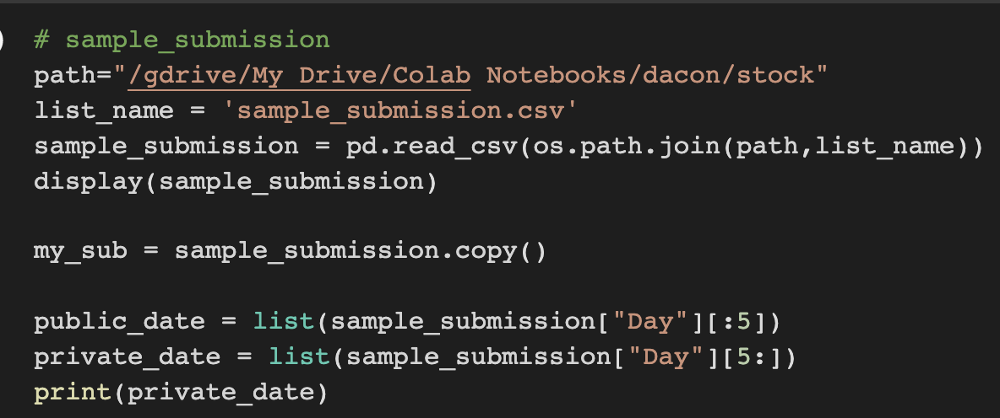 # sample_submission
path="/gdrive/My Drive/Colab Notebooks/dacon/stock"
list_name = 'sample_submission.csv'
sample_submission = pd.read_csv(os.path.join(path,list_name))
display(sample_submission)
my_sub = sample_submission.copy()
public_date = list(sample_submission["Day"][:5])
private_date = list(sample_submission["Day"][5:])
print(private_date)